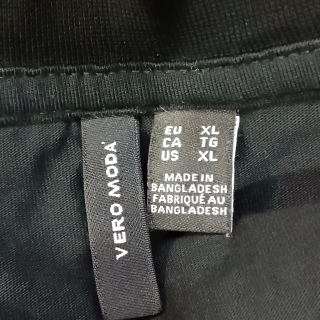 VERO MODA
EU XL
CA TG
US XL
MADE IN
BANGLADESH
FABRIQUÉ AU
BANGLADESH